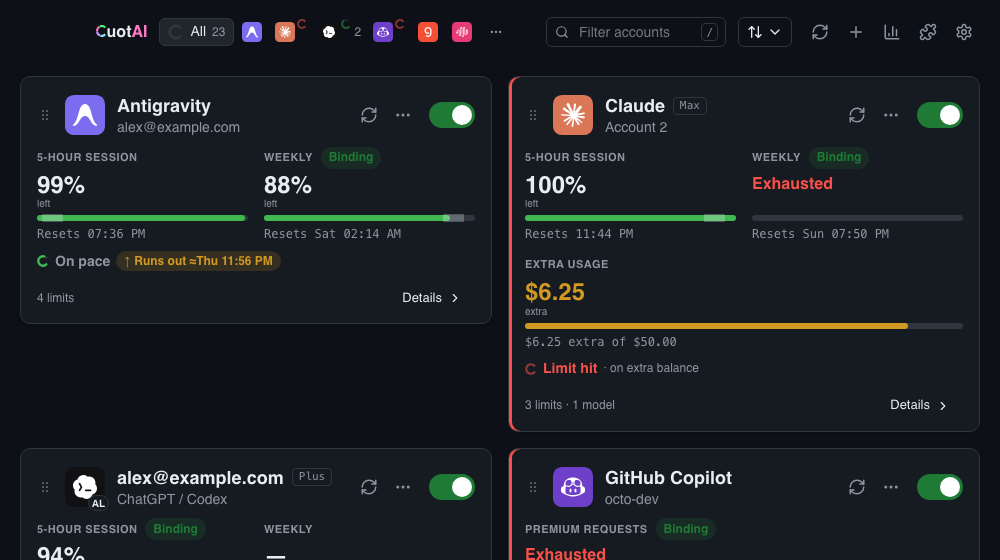 CuotAI
All 23
2
9
Filter accounts /
Antigravity
alex@example.com
5-HOUR SESSION
99%
left
Resets 07:36 PM
WEEKLY Binding
88%
left
Resets Sat 02:14 AM
On pace ↑ Runs out ≈Thu 11:56 PM
4 limits
Details
Claude Max
Account 2
5-HOUR SESSION
100%
left
Resets 11:44 PM
WEEKLY Binding
Exhausted
Resets Sun 07:50 PM
EXTRA USAGE
$6.25
extra
$6.25 extra of $50.00
Limit hit · on extra balance
3 limits · 1 model
Details
AL
alex@example.com Plus
ChatGPT / Codex
5-HOUR SESSION Binding
94%
WEEKLY
—
GitHub Copilot
octo-dev
PREMIUM REQUESTS Binding
Exhausted